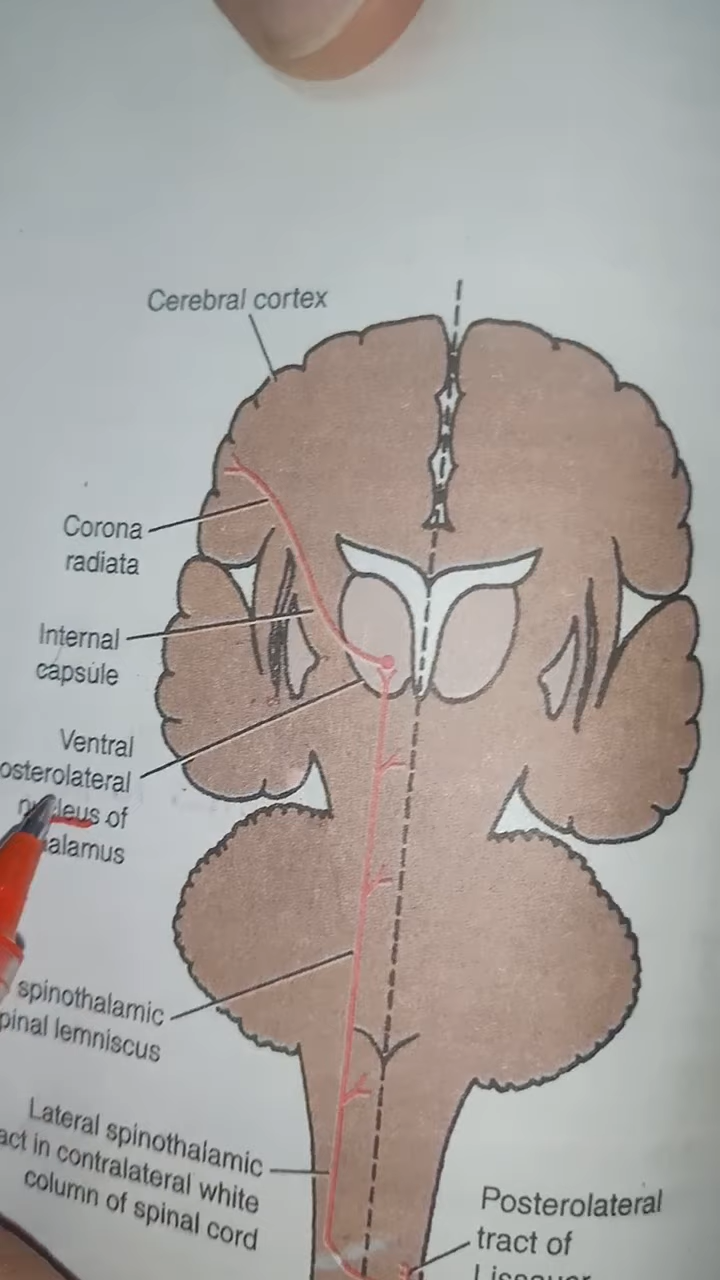 Cerebral cortex
Corona
radiata
Internal
capsule
Ventral
osterolateral
nucleus of
alamus
spinothalamic
pinal lemniscus
Lateral spinothalamic
act in contralateral white
column of spinal cord
Posterolateral
tract of